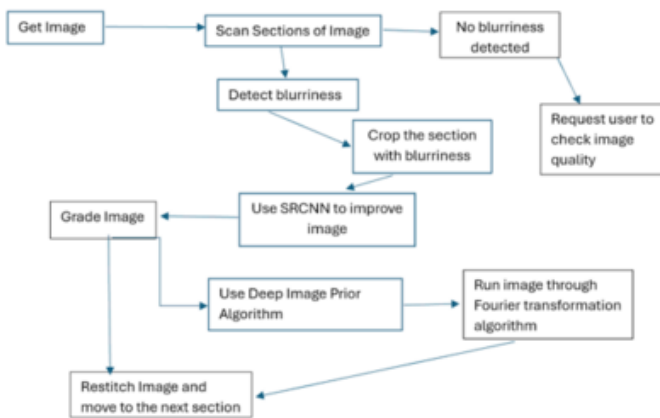 Get Image
Scan Sections of Image
No blurriness
detected
Detect blurriness
Request user to
check image
quality
Crop the section
with blurriness
Use SRCNN to improve
image
Grade Image
Use Deep Image Prior
Algorithm
Run image through
Fourier transformation
algorithm
Restitch Image and
move to the next section